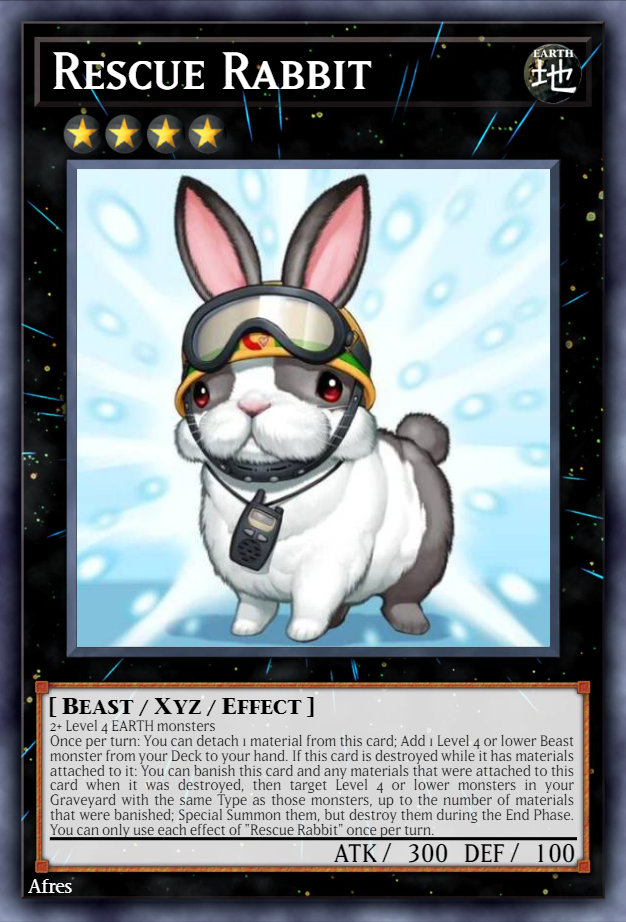 Rescue Rabbit
EARTH
地
[ Beast / Xyz / Effect ]
2+ Level 4 EARTH monsters
Once per turn: You can detach 1 material from this card; Add 1 Level 4 or lower Beast
monster from your Deck to your hand. If this card is destroyed while it has materials
attached to it: You can banish this card and any materials that were attached to this
card when it was destroyed, then target Level 4 or lower monsters in your
Graveyard with the same Type as those monsters, up to the number of materials
that were banished; Special Summon them, but destroy them during the End Phase.
You can only use each effect of "Rescue Rabbit" once per turn.
ATK / 300 DEF / 100
Afres